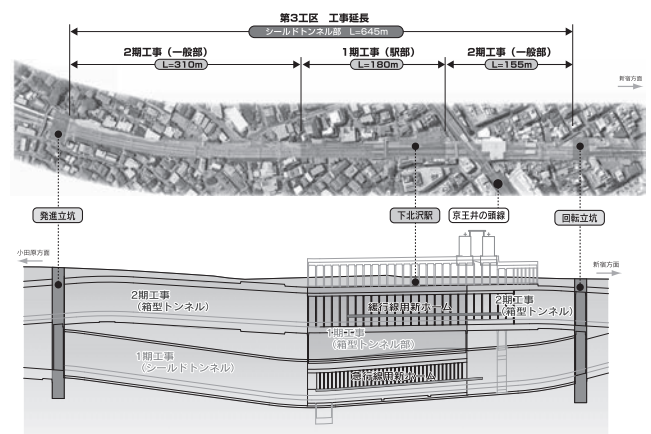 第3工区　工事延長
シールドトンネル部　L=645m
2期工事（一般部）
L=310m
1期工事（駅部）
L=180m
2期工事（一般部）
L=155m
新宿方面
発進立坑
下北沢駅
京王井の頭線
回転立坑
小田原方面
新宿方面
2期工事
（箱型トンネル）
緩行線用新ホーム
2期工事
（箱型トンネル）
1期工事
（箱型トンネル部）
1期工事
（シールドトンネル）
急行線用新ホーム